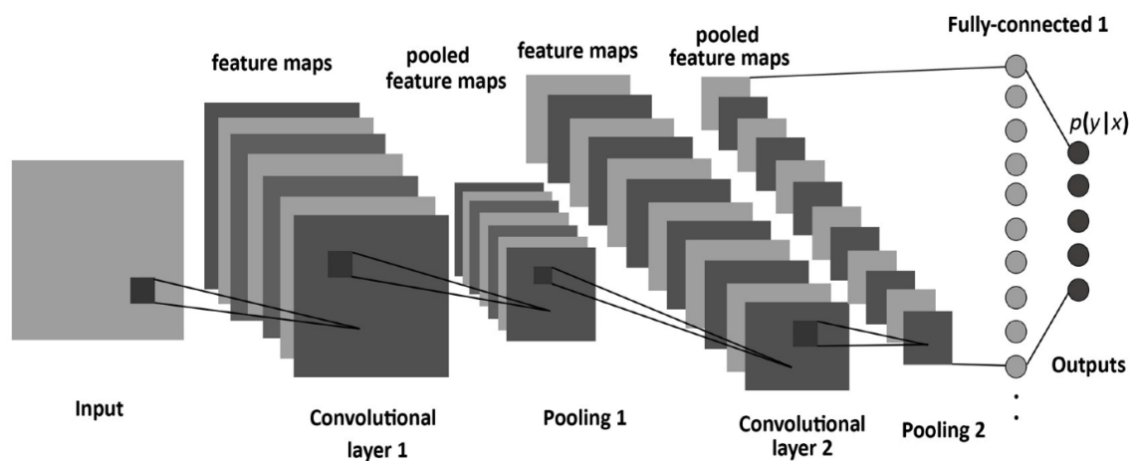 Fully-connected 1
feature maps
pooled
feature maps
feature maps
pooled
feature maps
p(y|x)
Input
Convolutional
layer 1
Pooling 1
Convolutional
layer 2
Pooling 2
Outputs